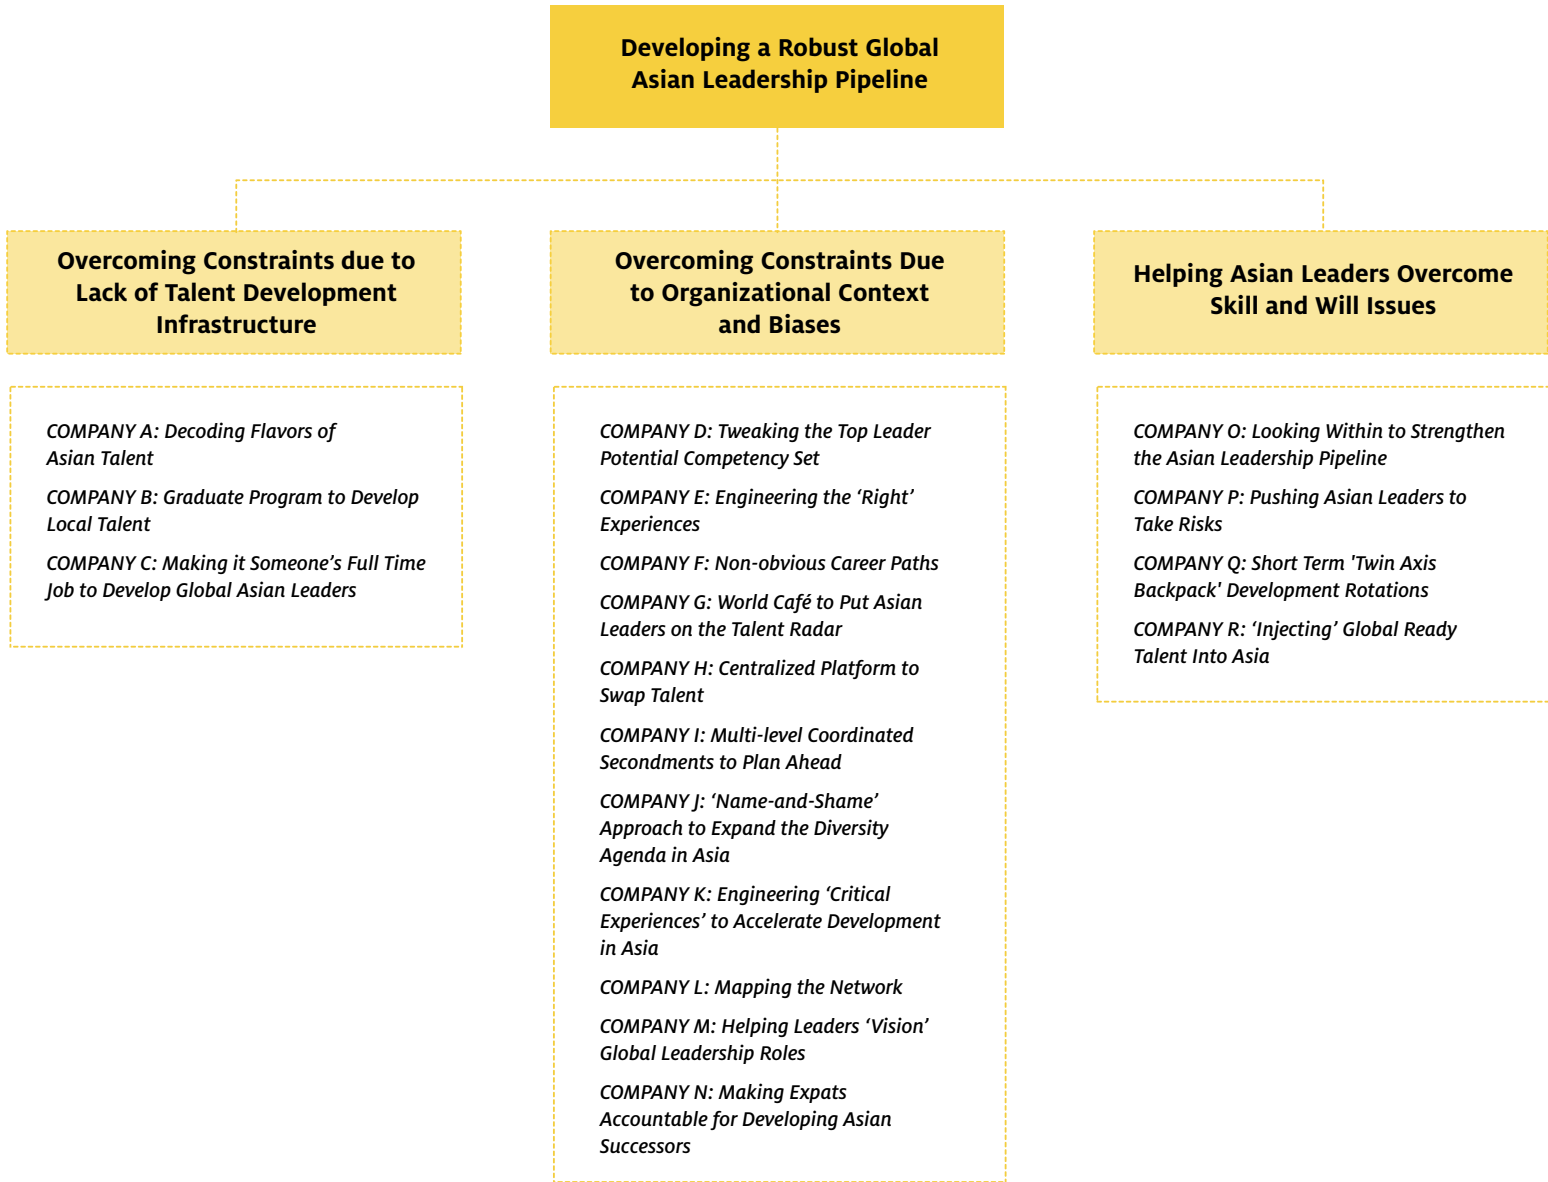 Developing a Robust Global
Asian Leadership Pipeline
Overcoming Constraints due to
Lack of Talent Development
Infrastructure
COMPANY A: Decoding Flavors of
Asian Talent
COMPANY B: Graduate Program to Develop
Local Talent
COMPANY C: Making it Someone’s Full Time
Job to Develop Global Asian Leaders
Overcoming Constraints Due
to Organizational Context
and Biases
COMPANY D: Tweaking the Top Leader
Potential Competency Set
COMPANY E: Engineering the ‘Right’
Experiences
COMPANY F: Non-obvious Career Paths
COMPANY G: World Café to Put Asian
Leaders on the Talent Radar
COMPANY H: Centralized Platform to
Swap Talent
COMPANY I: Multi-level Coordinated
Secondments to Plan Ahead
COMPANY J: ‘Name-and-Shame’
Approach to Expand the Diversity
Agenda in Asia
COMPANY K: Engineering ‘Critical
Experiences’ to Accelerate Development
in Asia
COMPANY L: Mapping the Network
COMPANY M: Helping Leaders ‘Vision’
Global Leadership Roles
COMPANY N: Making Expats
Accountable for Developing Asian
Successors
Helping Asian Leaders Overcome
Skill and Will Issues
COMPANY O: Looking Within to Strengthen
the Asian Leadership Pipeline
COMPANY P: Pushing Asian Leaders to
Take Risks
COMPANY Q: Short Term 'Twin Axis
Backpack' Development Rotations
COMPANY R: ‘Injecting’ Global Ready
Talent Into Asia